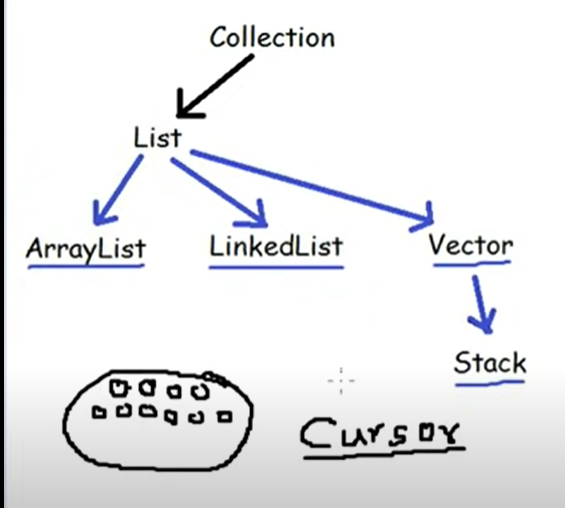 Collection
List
ArrayList LinkedList Vector
Stack
Cursor